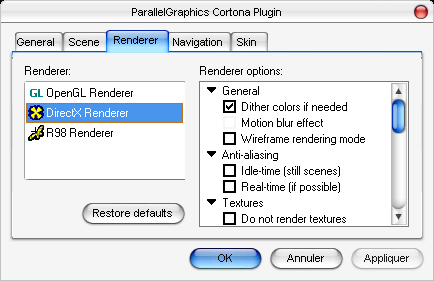 ParallelGraphics Cortona Plugin
General Scene Renderer Navigation Skin
Renderer:
GL OpenGL Renderer
DirectX Renderer
R98 Renderer
Restore defaults
Renderer options:
General
Dither colors if needed
Motion blur effect
Wireframe rendering mode
Anti-aliasing
Idle-time (still scenes)
Real-time (if possible)
Textures
Do not render textures
OK Annuler Appliquer